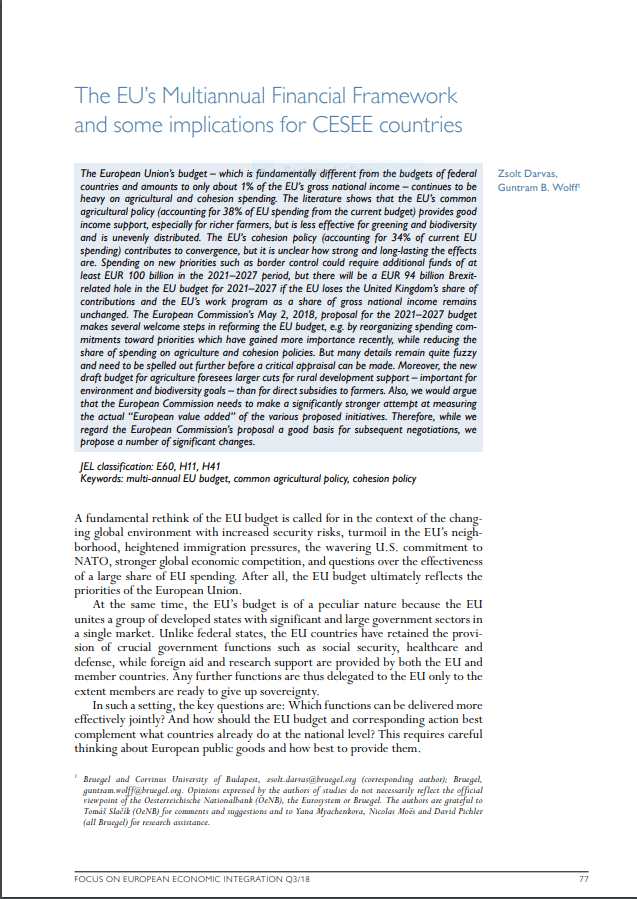 The EU's Multiannual Financial Framework
and some implications for CESEE countries
The European Union's budget – which is fundamentally different from the budgets of federal
countries and amounts to only about 1% of the EU's gross national income – continues to be
heavy on agricultural and cohesion spending. The literature shows that the EU's common
agricultural policy (accounting for 38% of EU spending from the current budget) provides good
income support, especially for richer farmers, but is less effective for greening and biodiversity
and is unevenly distributed. The EU's cohesion policy (accounting for 34% of current EU
spending) contributes to convergence, but it is unclear how strong and long-lasting the effects
are. Spending on new priorities such as border control could require additional funds of at
least EUR 100 billion in the 2021–2027 period, but there will be a EUR 94 billion Brexit-
related hole in the EU budget for 2021–2027 if the EU loses the United Kingdom's share of
contributions and the EU's work program as a share of gross national income remains
unchanged. The European Commission's May 2, 2018, proposal for the 2021–2027 budget
makes several welcome steps in reforming the EU budget, e.g. by reorganizing spending com-
mitments toward priorities which have gained more importance recently, while reducing the
share of spending on agriculture and cohesion policies. But many details remain quite fuzzy
and need to be spelled out further before a critical appraisal can be made. Moreover, the new
draft budget for agriculture foresees larger cuts for rural development support – important for
environment and biodiversity goals – than for direct subsidies to farmers. Also, we would argue
that the European Commission needs to make a significantly stronger attempt at measuring
the actual "European value added" of the various proposed initiatives. Therefore, while we
regard the European Commission's proposal a good basis for subsequent negotiations, we
propose a number of significant changes.
Zsolt Darvas,
Guntram B. Wolff¹
JEL classification: E60, H11, H41
Keywords: multi-annual EU budget, common agricultural policy, cohesion policy
A fundamental rethink of the EU budget is called for in the context of the chang-
ing global environment with increased security risks, turmoil in the EU's neigh-
borhood, heightened immigration pressures, the wavering U.S. commitment to
NATO, stronger global economic competition, and questions over the effectiveness
of a large share of EU spending. After all, the EU budget ultimately reflects the
priorities of the European Union.
At the same time, the EU's budget is of a peculiar nature because the EU
unites a group of developed states with significant and large government sectors in
a single market. Unlike federal states, the EU countries have retained the provi-
sion of crucial government functions such as social security, healthcare and
defense, while foreign aid and research support are provided by both the EU and
member countries. Any further functions are thus delegated to the EU only to the
extent members are ready to give up sovereignty.
In such a setting, the key questions are: Which functions can be delivered more
effectively jointly? And how should the EU budget and corresponding action best
complement what countries already do at the national level? This requires careful
thinking about European public goods and how best to provide them.
¹ Bruegel and Corvinus University of Budapest, zsolt.darvas@bruegel.org (corresponding author); Bruegel,
guntram.wolff@bruegel.org. Opinions expressed by the authors of studies do not necessarily reflect the official
viewpoint of the Oesterreichische Nationalbank (OeNB), the Eurosystem or Bruegel. The authors are grateful to
Tomáš Slačík (OeNB) for comments and suggestions and to Yana Myachenkova, Nicolas Moës and David Pichler
(all Bruegel) for research assistance.
FOCUS ON EUROPEAN ECONOMIC INTEGRATION Q3/18
77